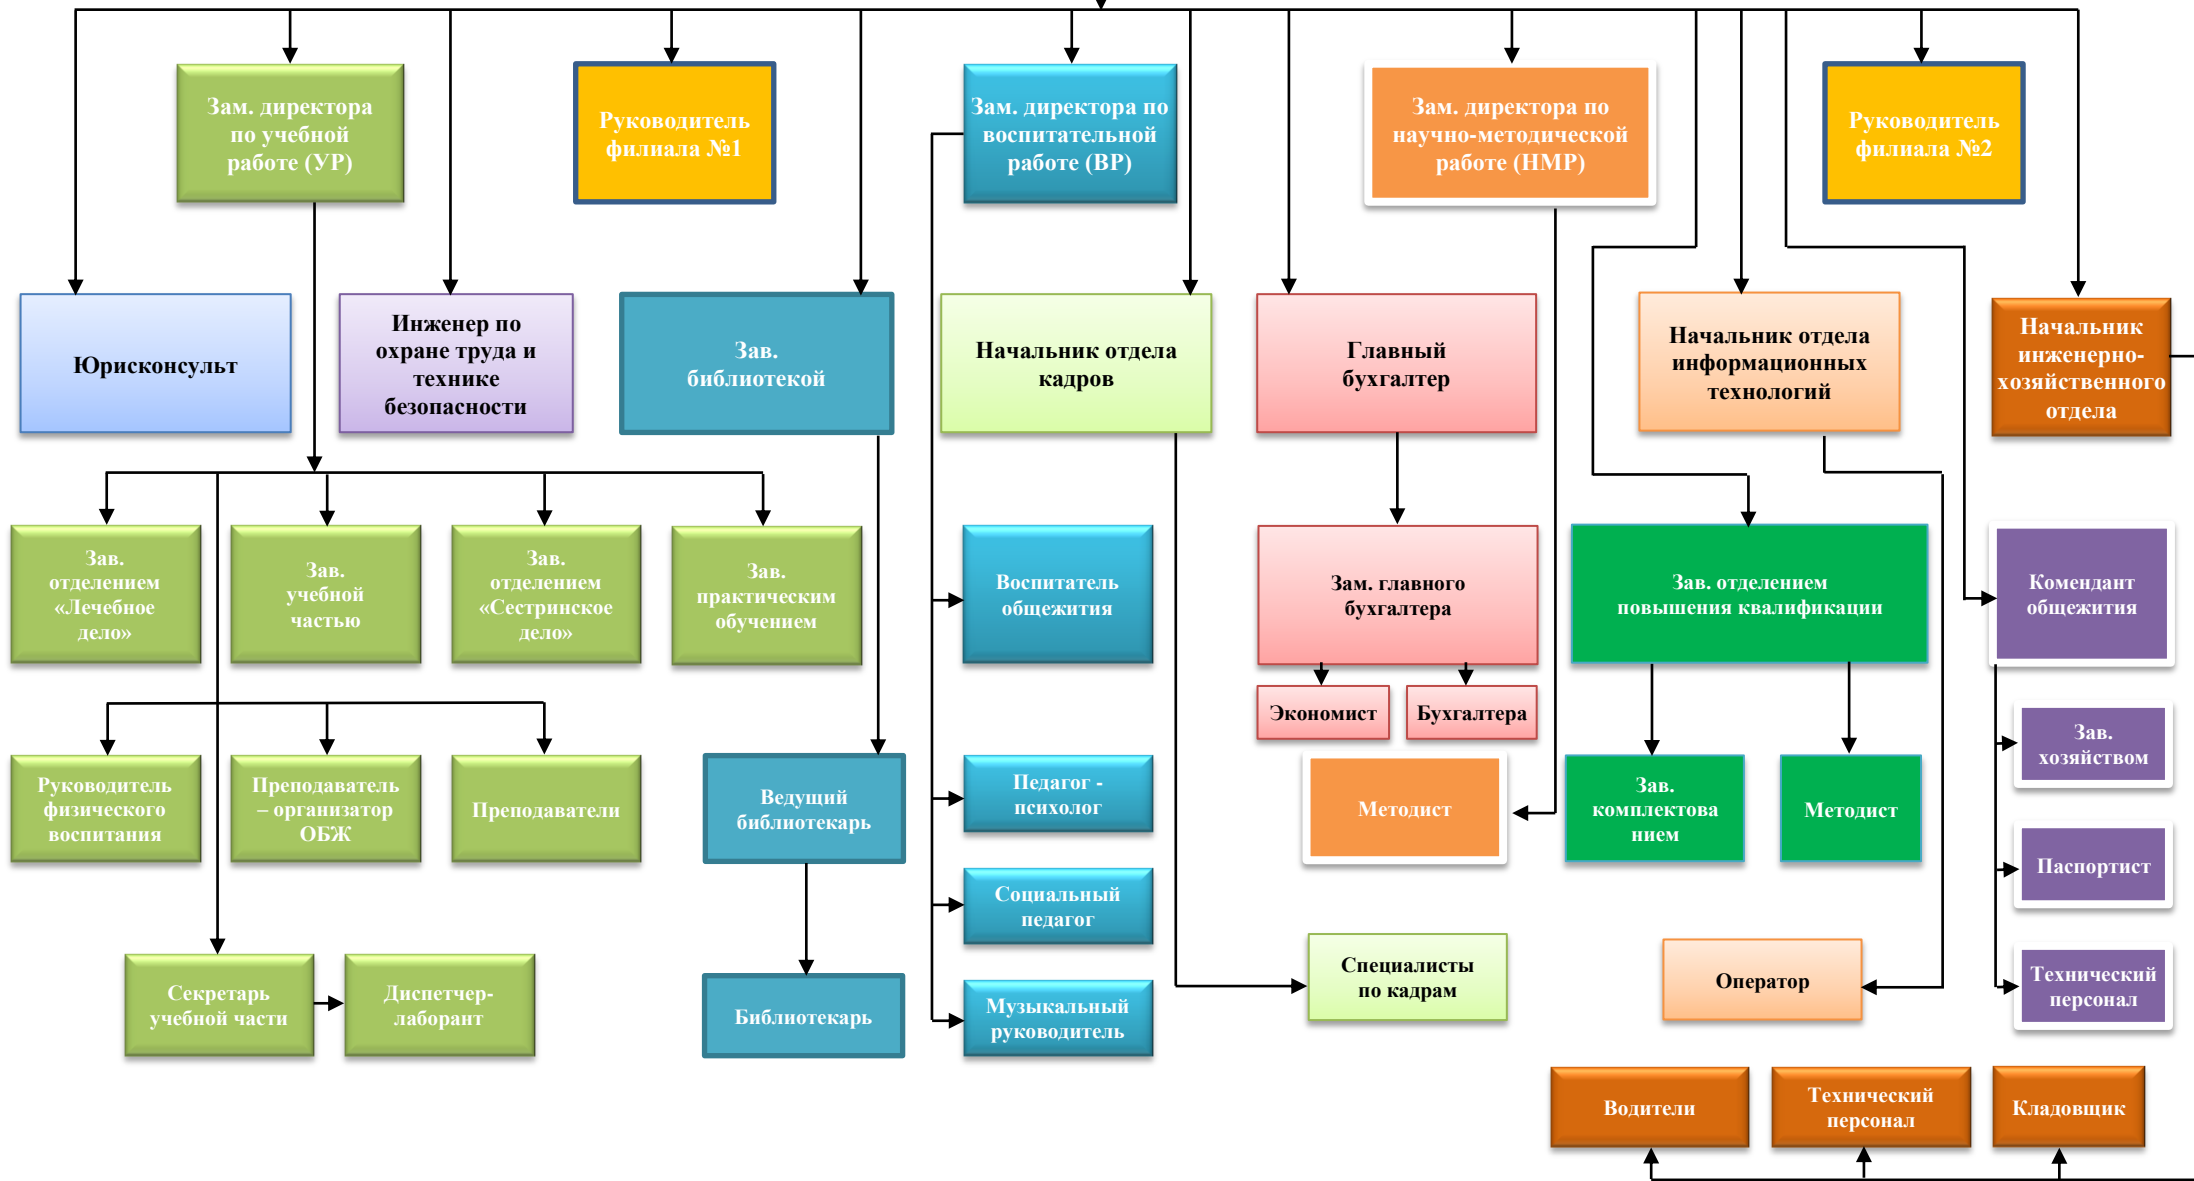 Зам. директора
по учебной
работе (УР)
Руководитель
филиала №1
Зам. директора по
воспитательной
работе (ВР)
Зам. директора по
научно-методической
работе (НМР)
Руководитель
филиала №2
Юрисконсульт
Инженер по
охране труда и
технике
безопасности
Зав.
библиотекой
Начальник отдела
кадров
Главный
бухгалтер
Начальник отдела
информационных
технологий
Начальник
инженерно-
хозяйственного
отдела
Зав.
отделением
«Лечебное
дело»
Зав.
учебной
частью
Зав.
отделением
«Сестринское
дело»
Зав.
практическим
обучением
Воспитатель
общежития
Зам. главного
бухгалтера
Зав. отделением
повышения квалификации
Комендант
общежития
Экономист
Бухгалтера
Зав.
хозяйством
Руководитель
физического
воспитания
Преподаватель
– организатор
ОБЖ
Преподаватели
Ведущий
библиотекарь
Педагог -
психолог
Методист
Зав.
комплектова
нием
Методист
Паспортист
Социальный
педагог
Секретарь
учебной части
Диспетчер-
лаборант
Библиотекарь
Музыкальный
руководитель
Специалисты
по кадрам
Оператор
Технический
персонал
Водители
Технический
персонал
Кладовщик